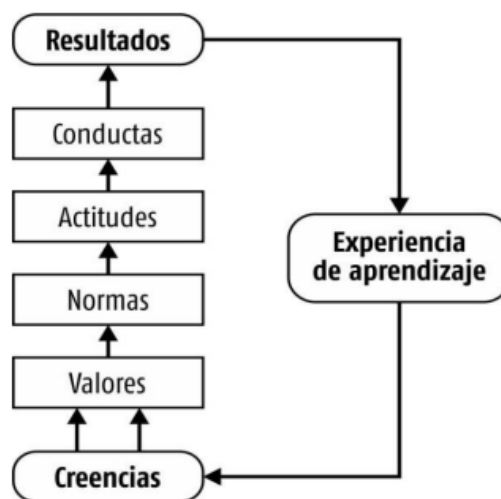 Resultados
Conductas
Actitudes
Normas
Valores
Creencias
Experiencia
de aprendizaje